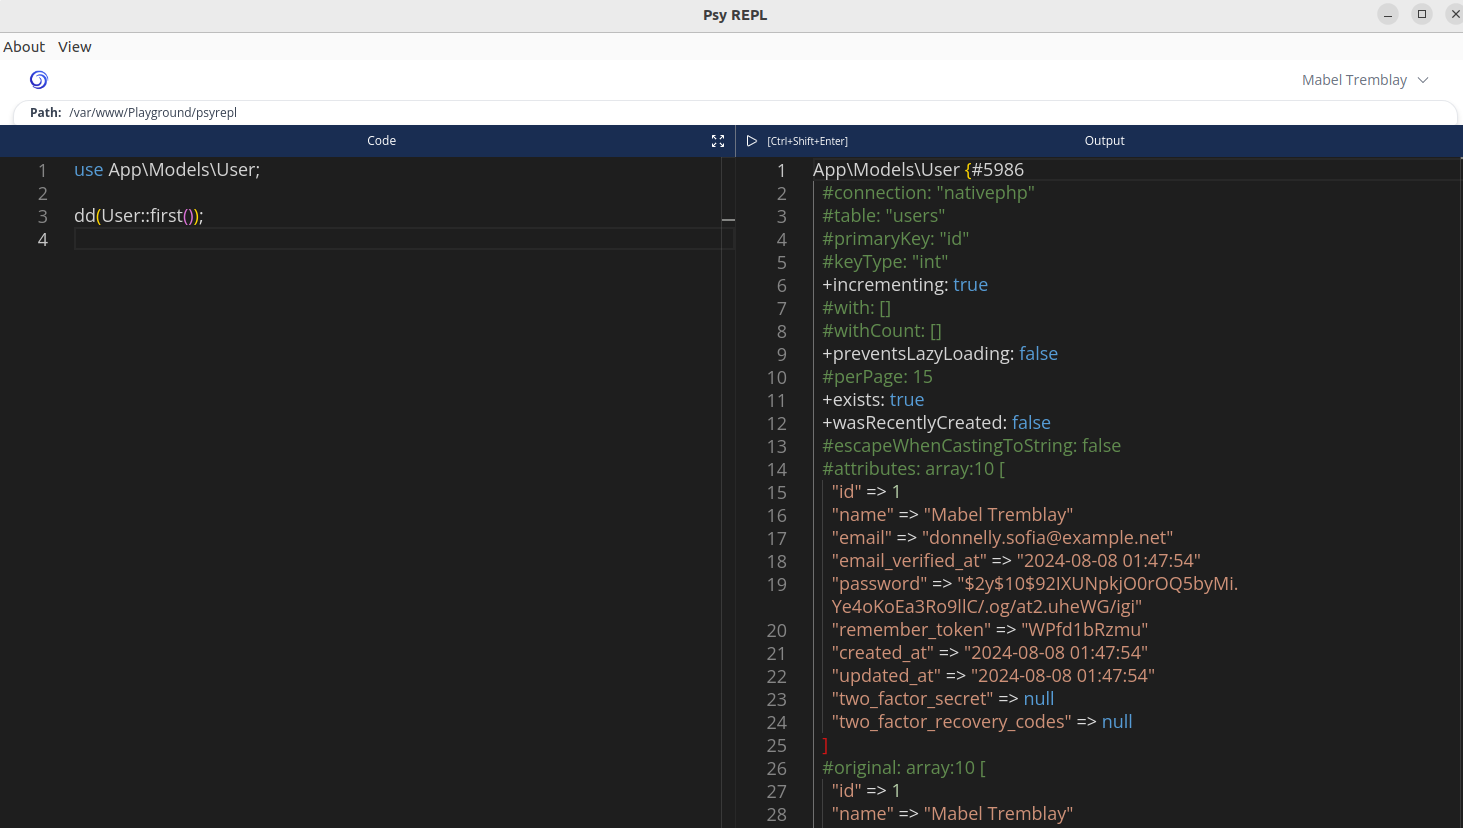 Psy REPL
About View
Mabel Tremblay
Path: /var/www/Playground/psyrepl
Code
[Ctrl+Shift+Enter] Output
1 use App\Models\User;
2
3 dd(User::first());
4
1 App\Models\User {#5986
2 #connection: "nativephp"
3 #table: "users"
4 #primaryKey: "id"
5 #keyType: "int"
6 +incrementing: true
7 #with: []
8 #withCount: []
9 +preventsLazyLoading: false
10 #perPage: 15
11 +exists: true
12 +wasRecentlyCreated: false
13 #escapeWhenCastingToString: false
14 #attributes: array:10 [
15 "id" => 1
16 "name" => "Mabel Tremblay"
17 "email" => "donnelly.sofia@example.net"
18 "email_verified_at" => "2024-08-08 01:47:54"
19 "password" => "$2y$10$92IXUNpkjO0rOQ5byMi.
Ye4oKoEa3Ro9llC/.og/at2.uheWG/igi"
20 "remember_token" => "WPfd1bRzmu"
21 "created_at" => "2024-08-08 01:47:54"
22 "updated_at" => "2024-08-08 01:47:54"
23 "two_factor_secret" => null
24 "two_factor_recovery_codes" => null
25 ]
26 #original: array:10 [
27 "id" => 1
28 "name" => "Mabel Tremblay"